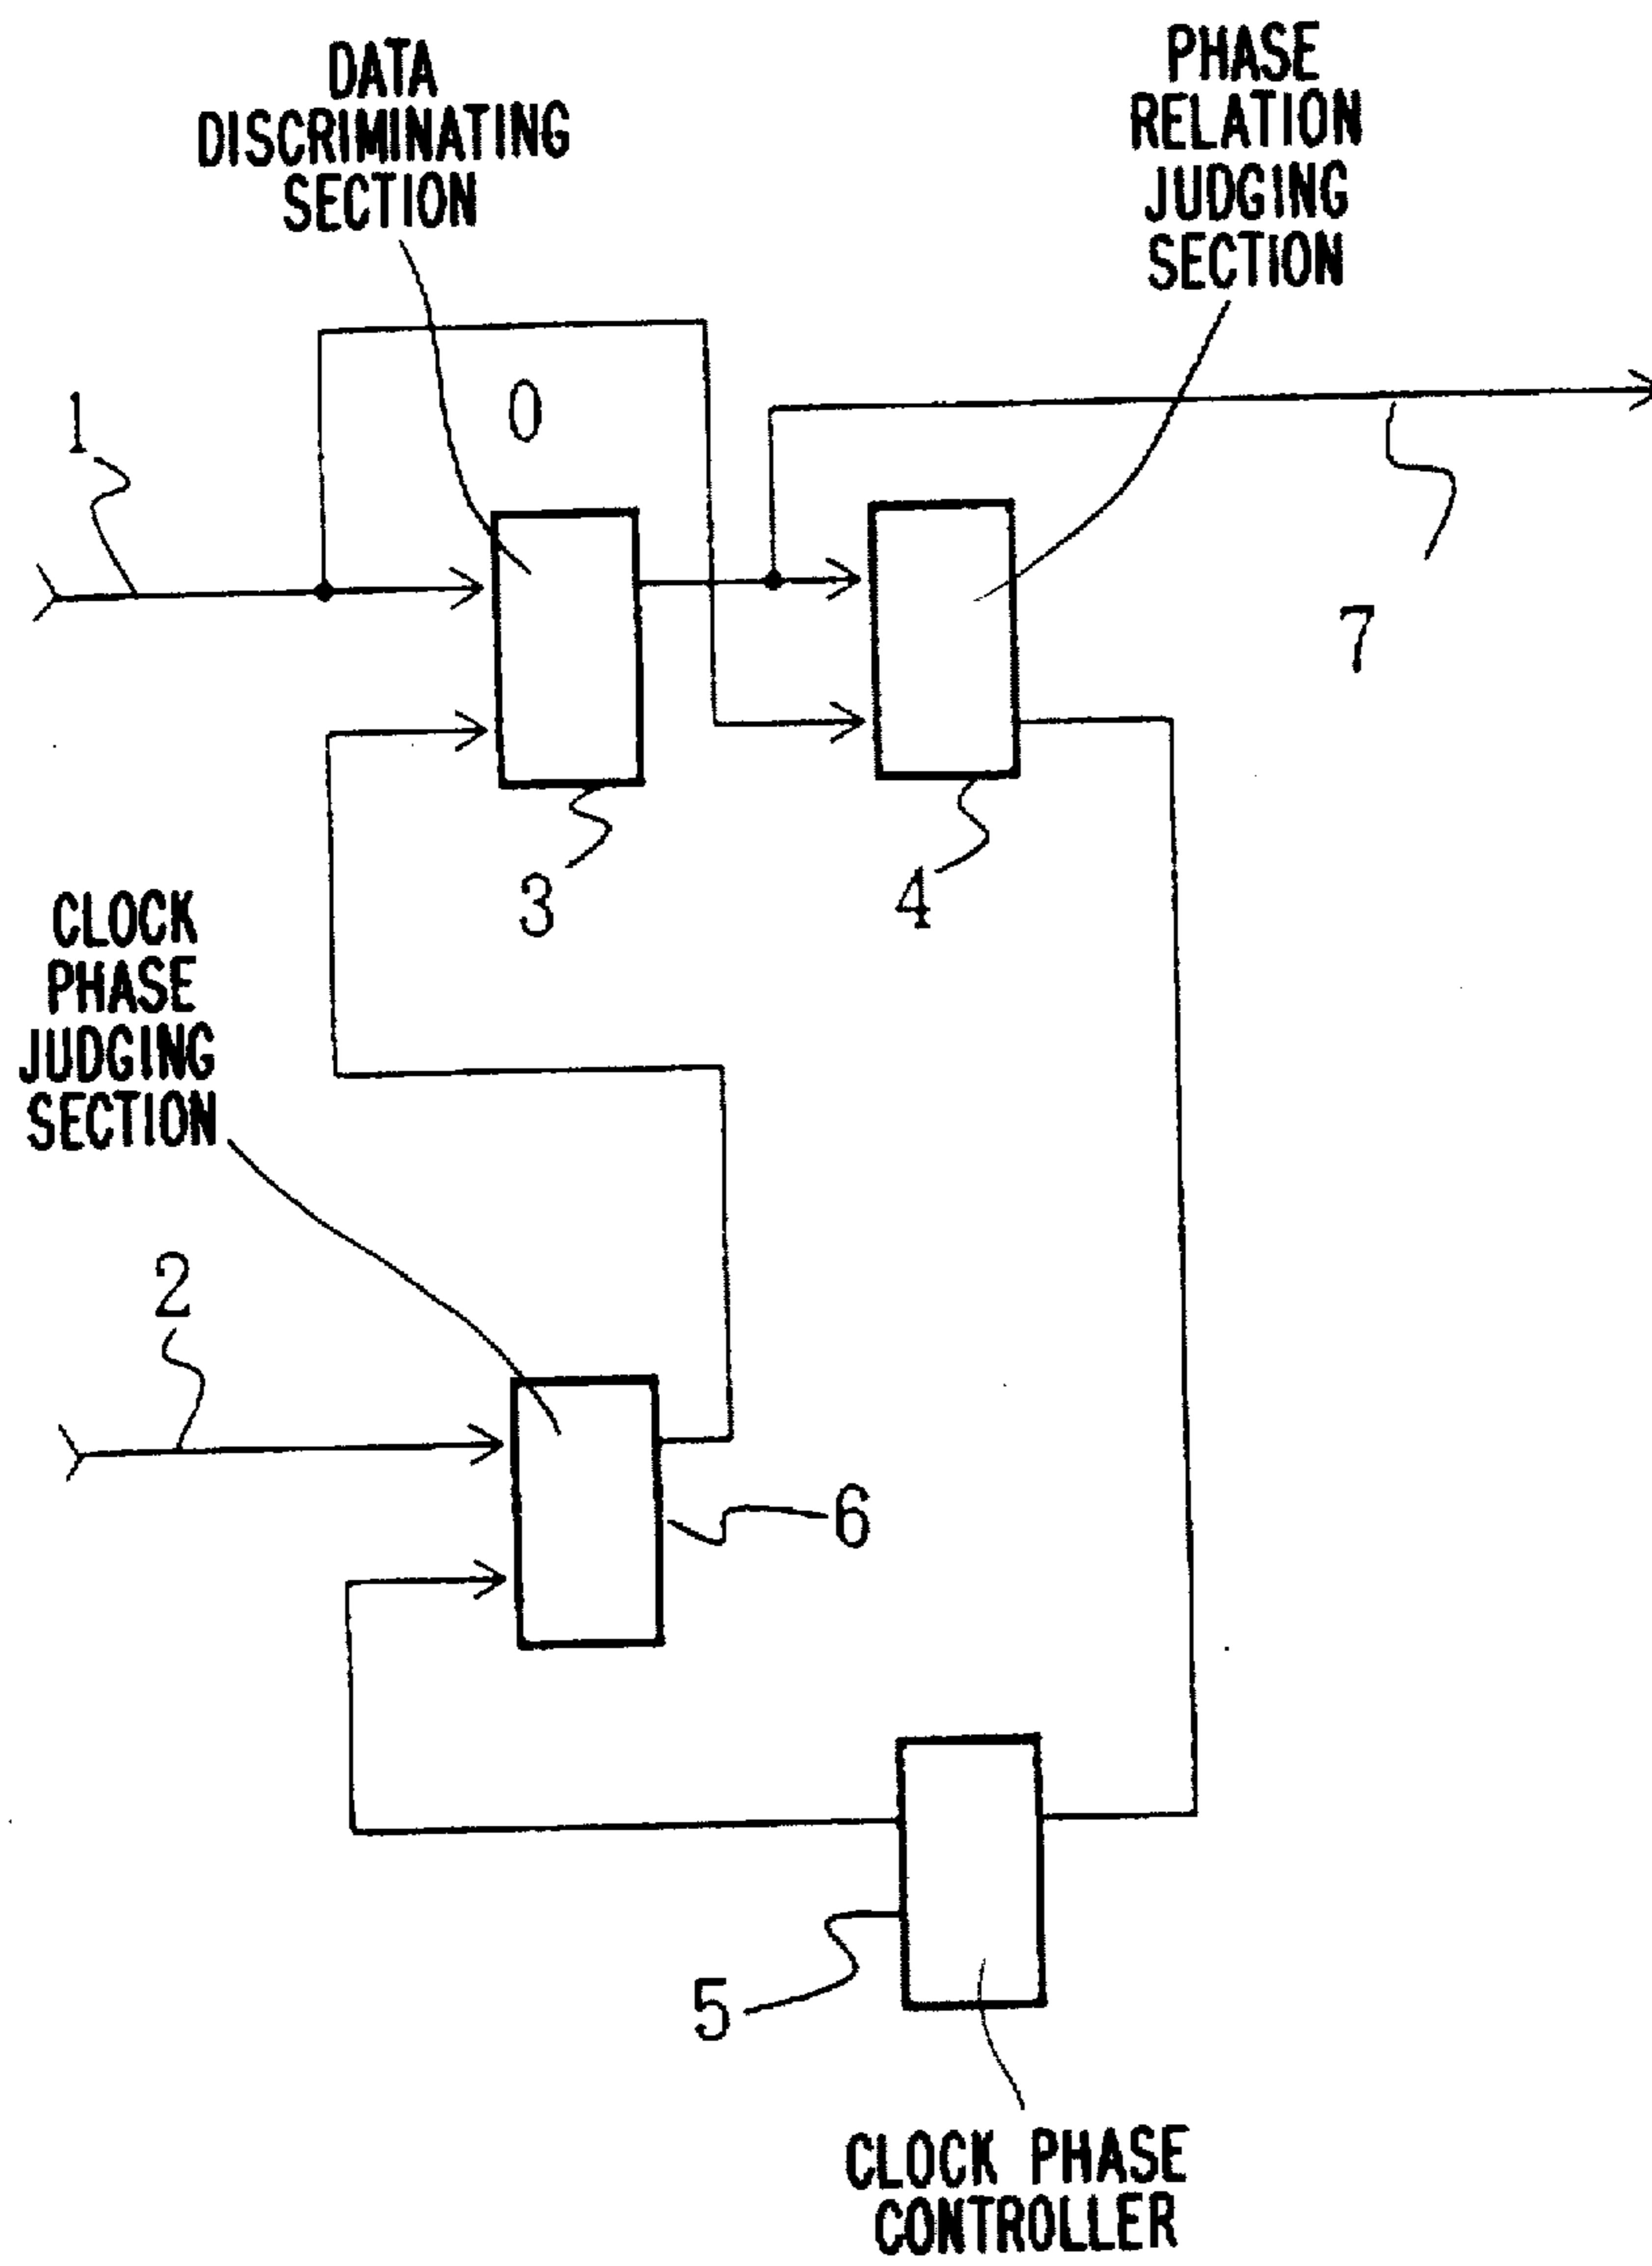 DATA
DISCRIMINATING
SECTION
PHASE
RELATION
JUDGING
SECTION
1
0
7
3
4
CLOCK
PHASE
JUDGING
SECTION
2
6
5
CLOCK PHASE
CONTROLLER